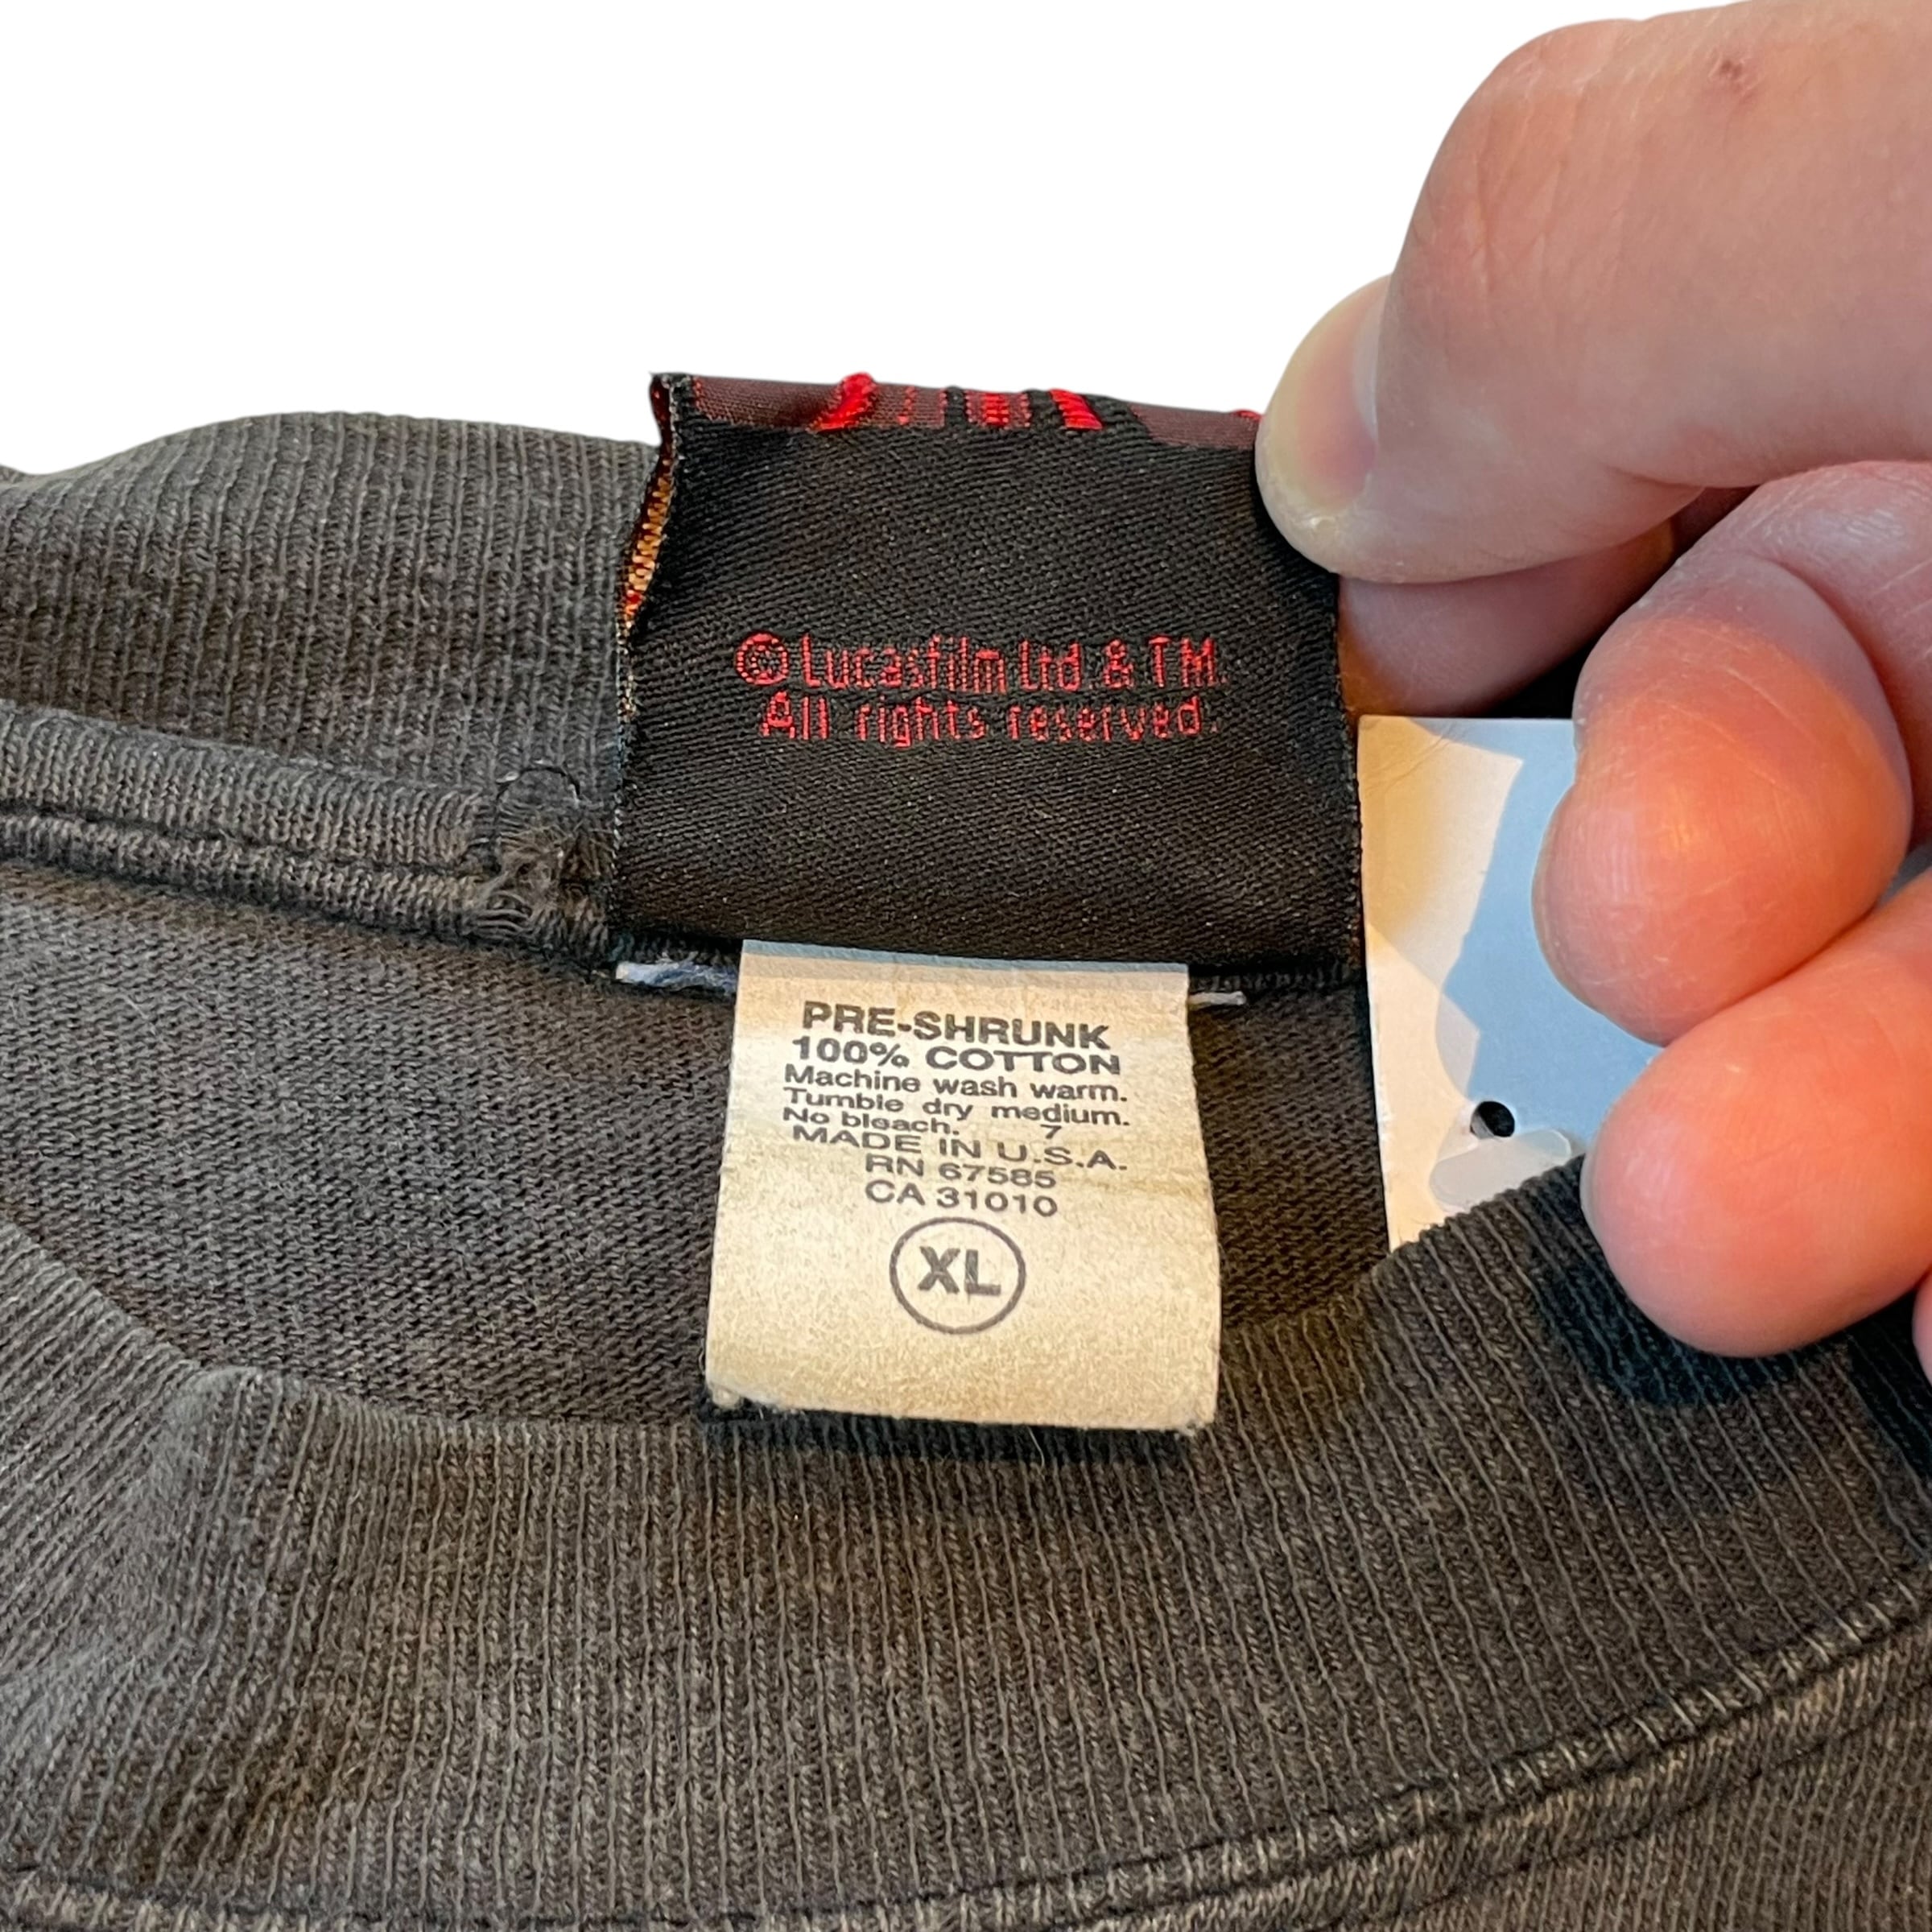 ©Lucasfilm Ltd & TM.
All rights reserved.
PRE-SHRUNK
100% COTTON
Machine wash warm.
Tumble dry medium.
No bleach. 7
MADE IN U.S.A.
RN 67585
CA 31010
XL